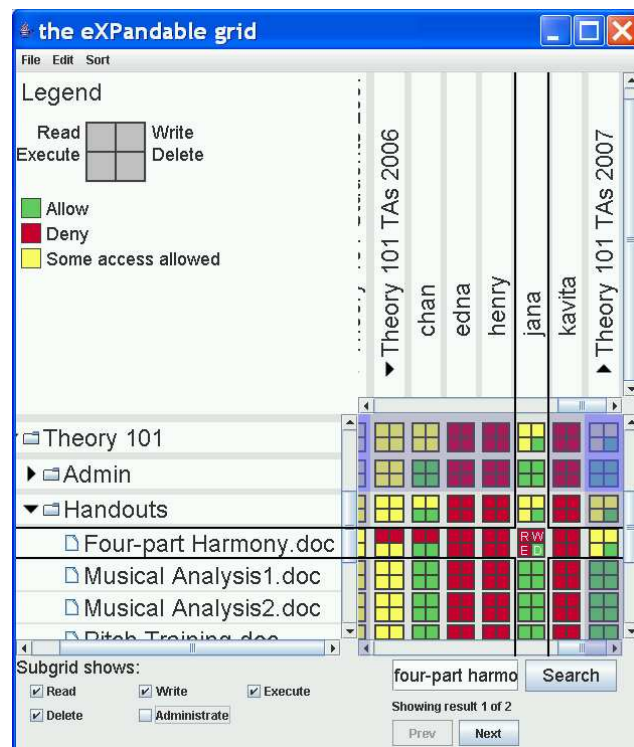 the eXPandable grid
File Edit Sort
Legend
Read Write
Execute Delete
Allow
Deny
Some access allowed
Theory 101 TAs 2006
chan
edna
henry
jana
kavita
Theory 101 TAs 2007
Theory 101
Admin
Handouts
Four-part Harmony.doc
R W
E D
Musical Analysis1.doc
Musical Analysis2.doc
Pitch Training.doc
Subgrid shows:
Read Write Execute
Delete Administrate
four-part harmo Search
Showing result 1 of 2
Prev Next